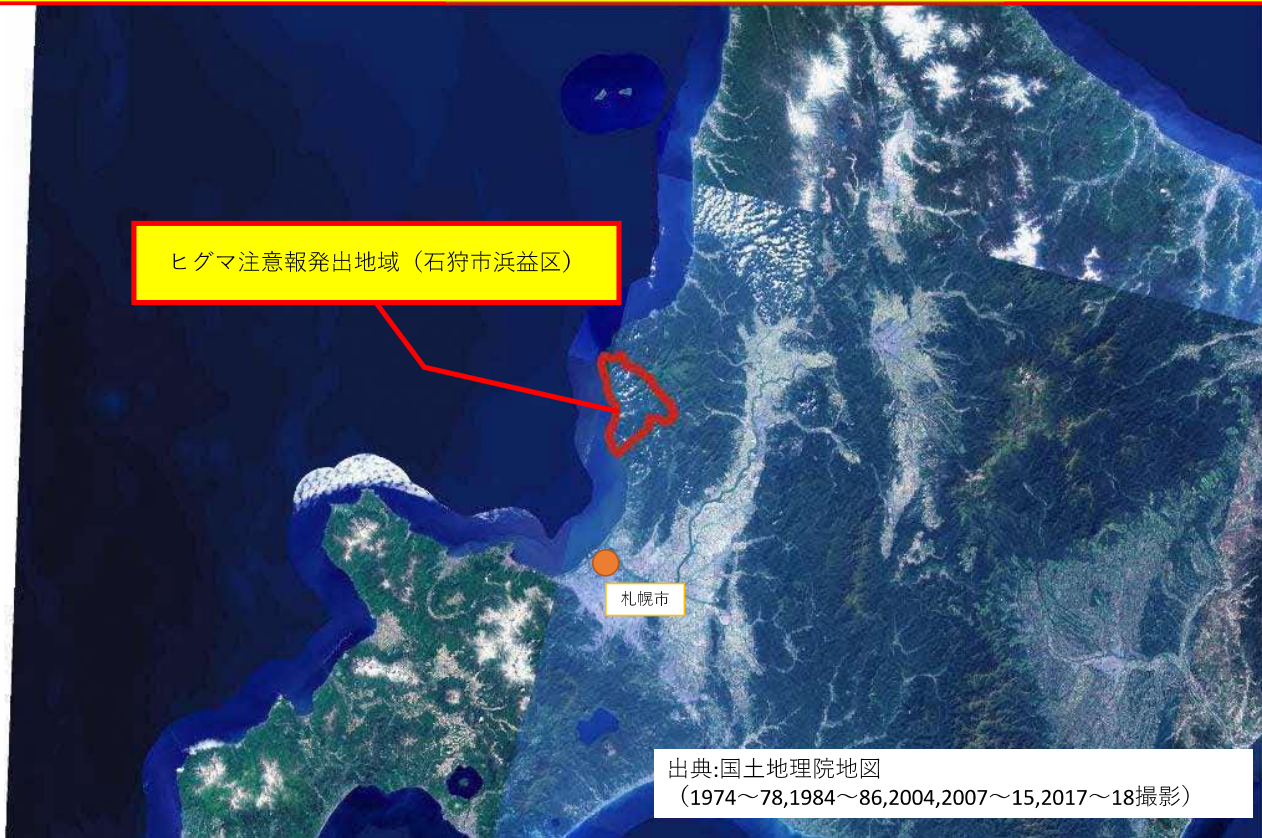 ヒグマ注意報発出地域（石狩市浜益区）
札幌市
出典:国土地理院地図
（1974～78,1984～86,2004,2007～15,2017～18撮影）